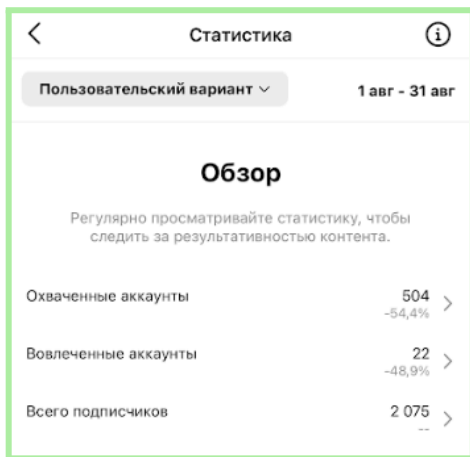 Статистика
Пользовательский вариант
1 авг - 31 авг
Обзор
Регулярно просматривайте статистику, чтобы
следить за результативностью контента.
Охваченные аккаунты
504
-54,4%
Вовлеченные аккаунты
22
-48,9%
Всего подписчиков
2 075
--